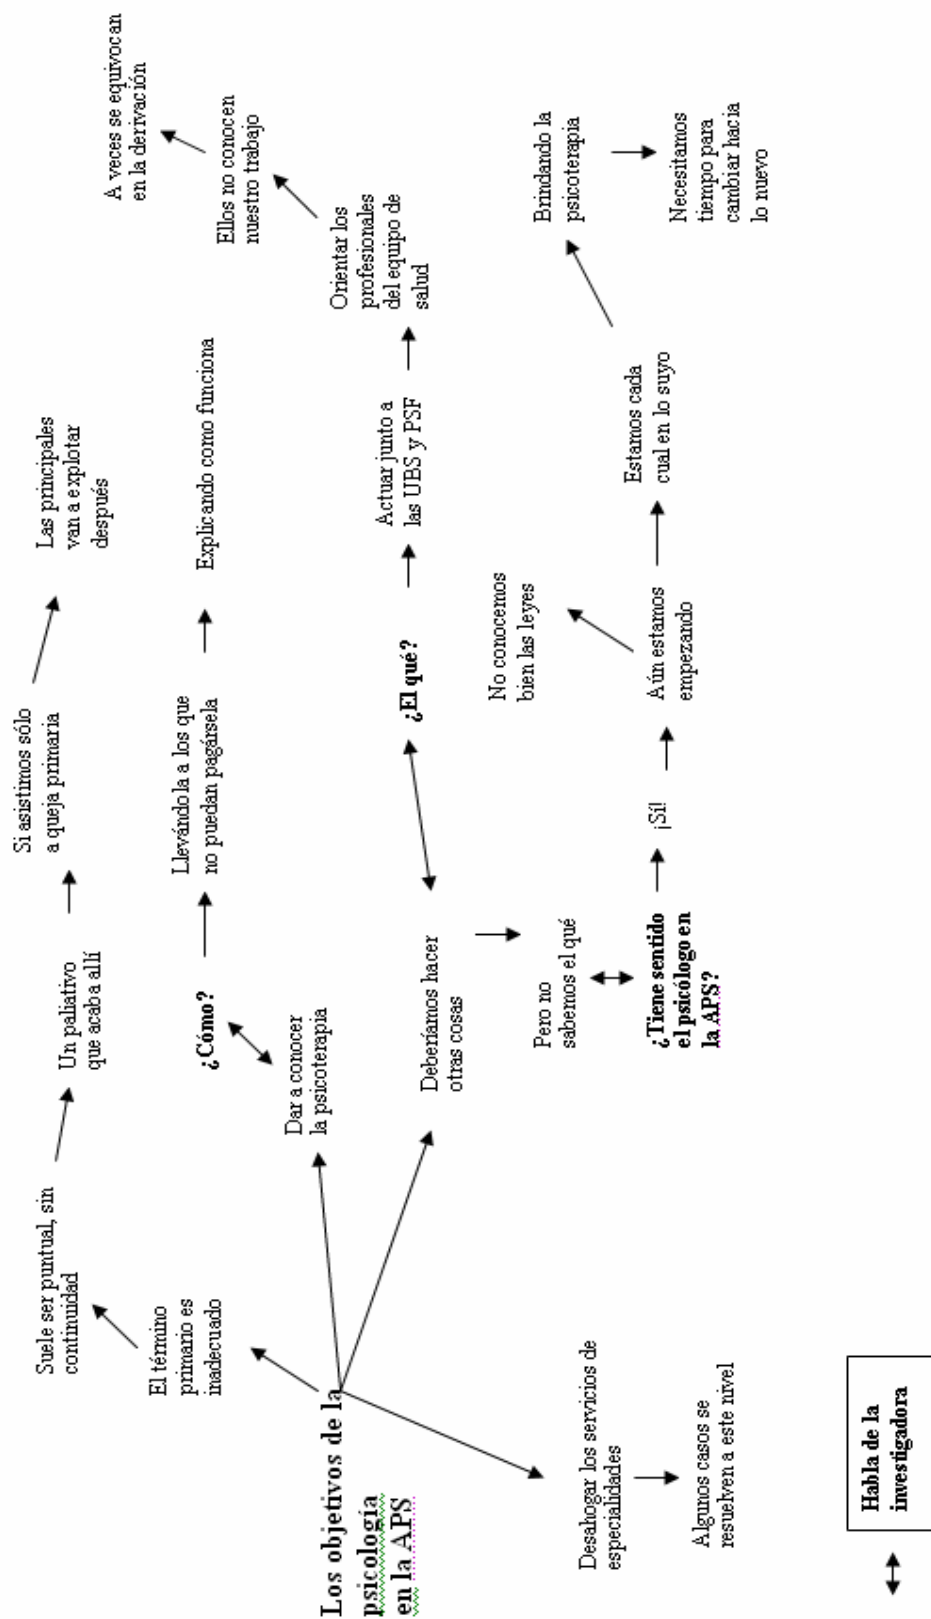 Los objetivos de la
psicología
en la APS
El término
primario es
inadecuado
Suele ser puntual, sin
continuidad
Un paliativo
que acaba allí
Si asistimos sólo
a queja primaria
Las principales
van a explotar
después
Dar a conocer
la psicoterapia
¿Cómo?
Llevándola a los que
no puedan pagársela
Explicando como funciona
Deberíamos hacer
otras cosas
¿El qué?
Actuar junto a
las UBS y PSF
Orientar los
profesionales
del equipo de
salud
Ellos no conocen
nuestro trabajo
A veces se equivocan
en la derivación
Pero no
sabemos el qué
¿Tiene sentido
el psicólogo en
la APS?
¡Sí!
Aún estamos
empezando
No conocemos
bien las leyes
Estamos cada
cual en lo suyo
Brindando la
psicoterapia
Necesitamos
tiempo para
cambiar hacia
lo nuevo
Desahogar los servicios de
especialidades
Algunos casos se
resuelven a este nivel
Habla de la
investigadora